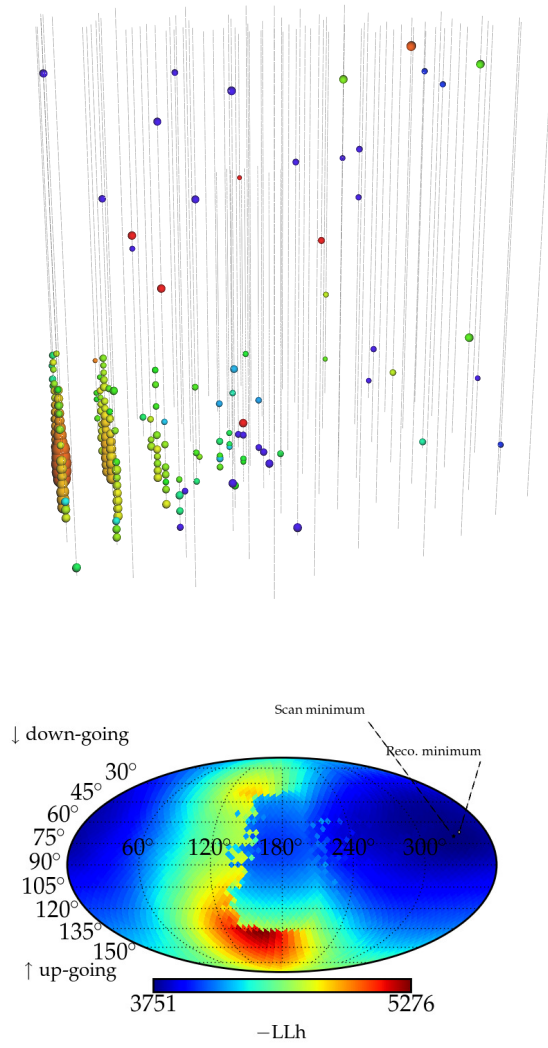 Scan minimum
↓ down-going
Reco. minimum
30°
45°
60°
75°
60° 120° 180° 240° 300°
90°
105°
120°
135°
150°
↑ up-going
3751 5276
−LLh